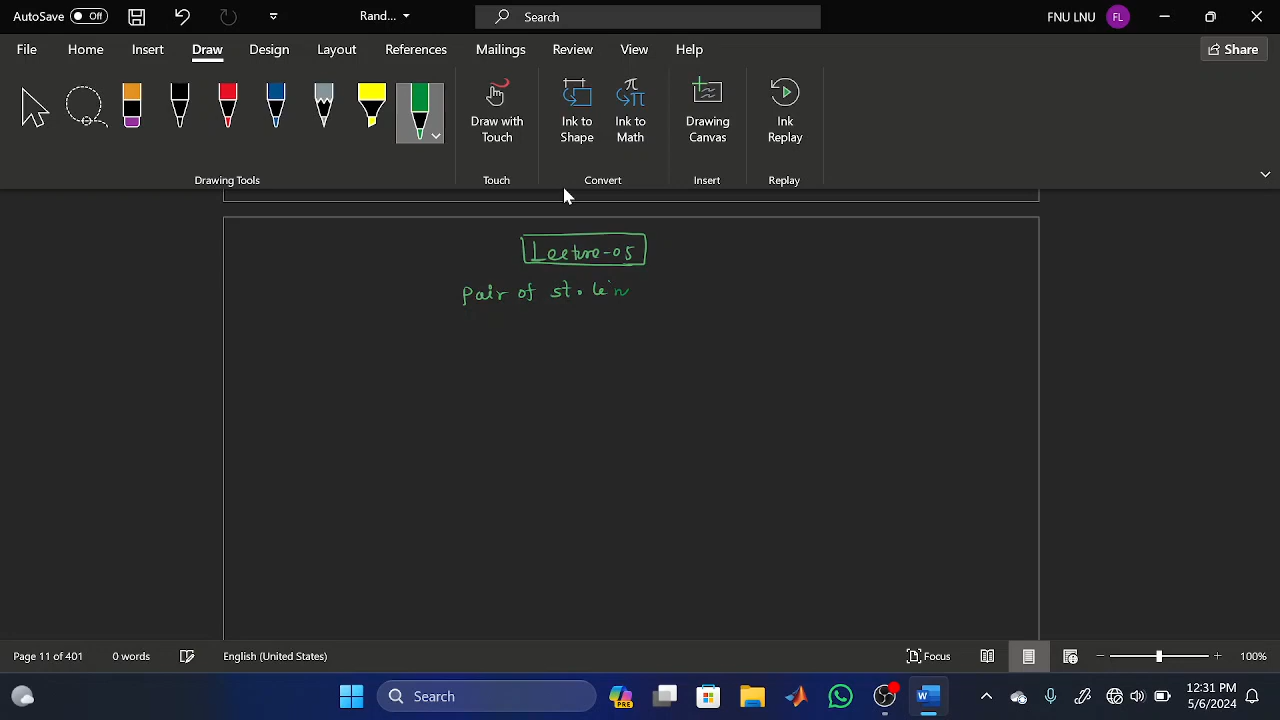 AutoSave Off Rand... Search FNU LNU FL
File Home Insert Draw Design Layout References Mailings Review View Help Share
Draw with Touch Ink to Shape Ink to Math Drawing Canvas Ink Replay
Drawing Tools Touch Convert Insert Replay
Lecture-05
Pair of st. lin
Page 11 of 401 0 words English (United States) Focus 100%
Search PRE 12:31 PM
5/6/2024